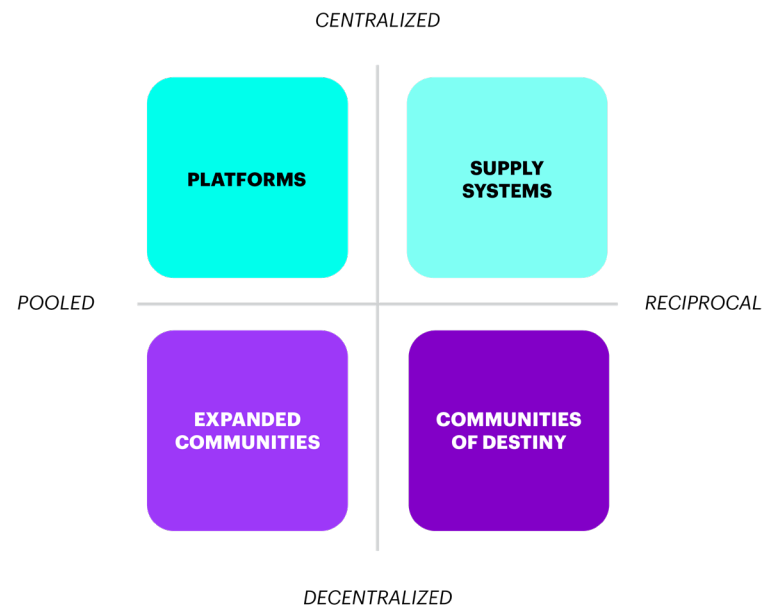 CENTRALIZED
PLATFORMS
SUPPLY
SYSTEMS
POOLED
RECIPROCAL
EXPANDED
COMMUNITIES
COMMUNITIES
OF DESTINY
DECENTRALIZED